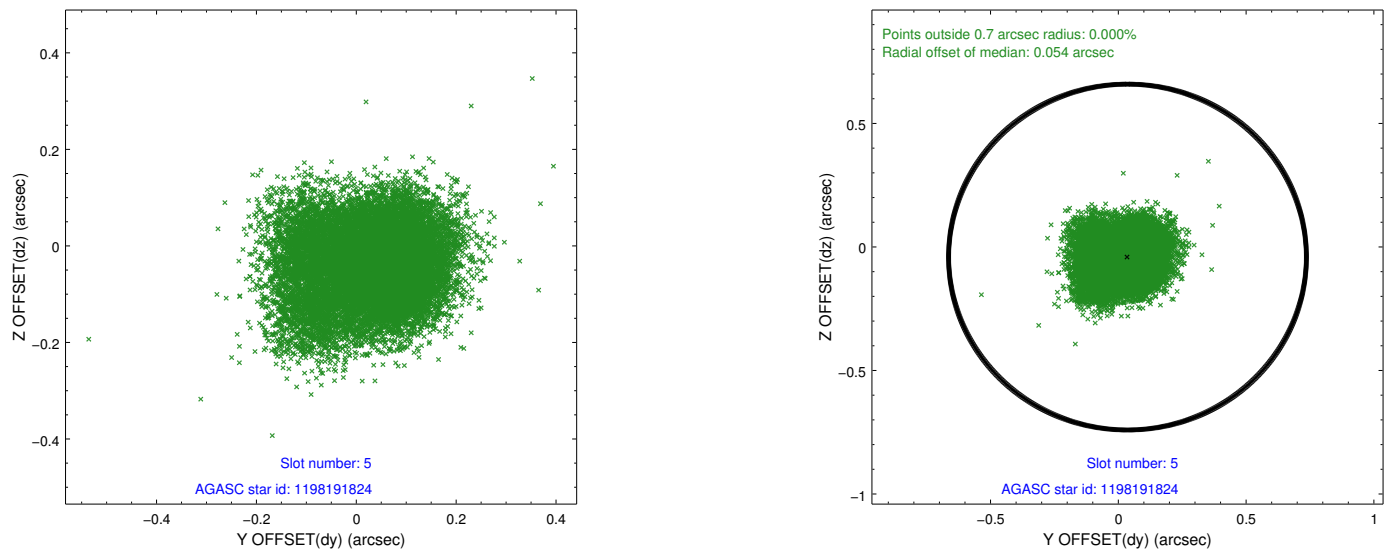 0.4
0.2
0
−0.2
−0.4
Z OFFSET(dz) (arcsec)
−0.4
−0.2
0
0.2
0.4
Y OFFSET(dy) (arcsec)
Slot number: 5
AGASC star id: 1198191824
Points outside 0.7 arcsec radius: 0.000%
Radial offset of median: 0.054 arcsec
0.5
0
−0.5
−1
Z OFFSET(dz) (arcsec)
−0.5
0
0.5
1
Y OFFSET(dy) (arcsec)
Slot number: 5
AGASC star id: 1198191824